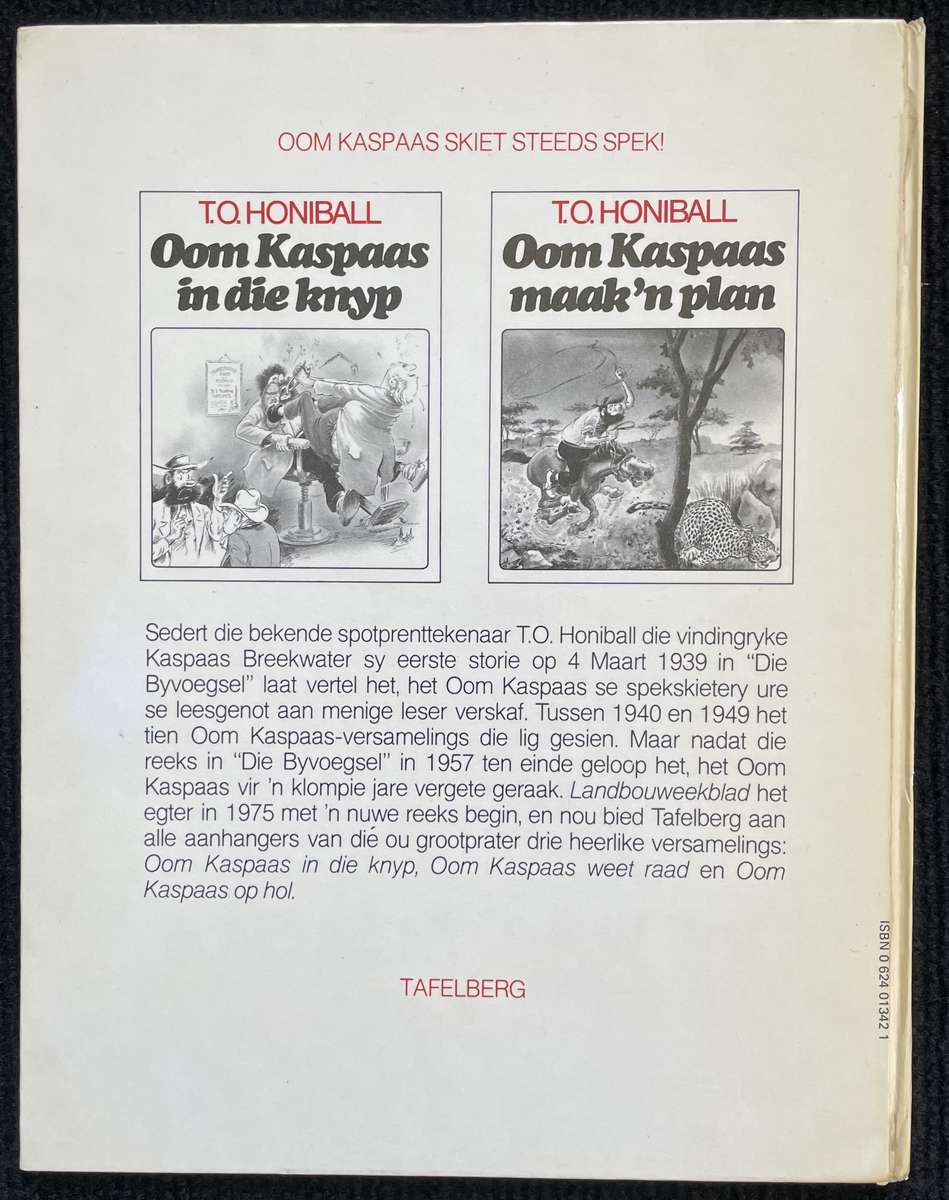 OOM KASPAAS SKIET STEEDS SPEK!
T.O. HONIBALL
Oom Kaspaas
in die knyp
T.O. HONIBALL
Oom Kaspaas
maak 'n plan
Sedert die bekende spotprenttekenaar T.O. Honiball die vindingryke
Kaspaas Breekwater sy eerste storie op 4 Maart 1939 in “Die
Byvoegsel” laat vertel het, het Oom Kaspaas se spekskietery ure
se leesgenot aan menige leser verskaf. Tussen 1940 en 1949 het
tien Oom Kaspaas-versamelings die lig gesien. Maar nadat die
reeks in “Die Byvoegsel” in 1957 ten einde geloop het, het Oom
Kaspaas vir 'n klompie jare vergete geraak. Landbouweekblad het
egter in 1975 met 'n nuwe reeks begin, en nou bied Tafelberg aan
alle aanhangers van dié ou grootprater drie heerlike versamelings:
Oom Kaspaas in die knyp, Oom Kaspaas weet raad en Oom
Kaspaas op hol.
TAFELBERG
ISBN 0 624 01342 1